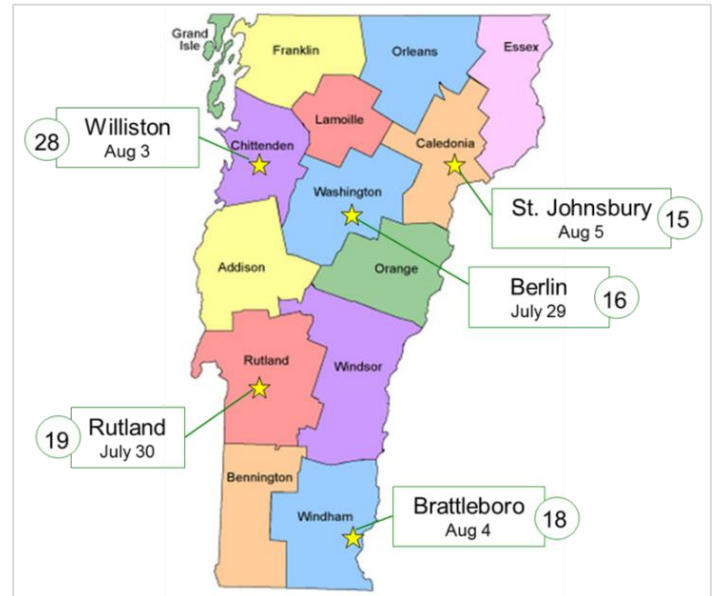 Grand
Isle
Franklin
Orleans
Essex
Lamoille
28
Williston
Aug 3
Chittenden
Caledonia
Washington
St. Johnsbury
Aug 5
15
Addison
Orange
Berlin
July 29
16
Rutland
Windsor
19
Rutland
July 30
Bennington
Windham
Brattleboro
Aug 4
18